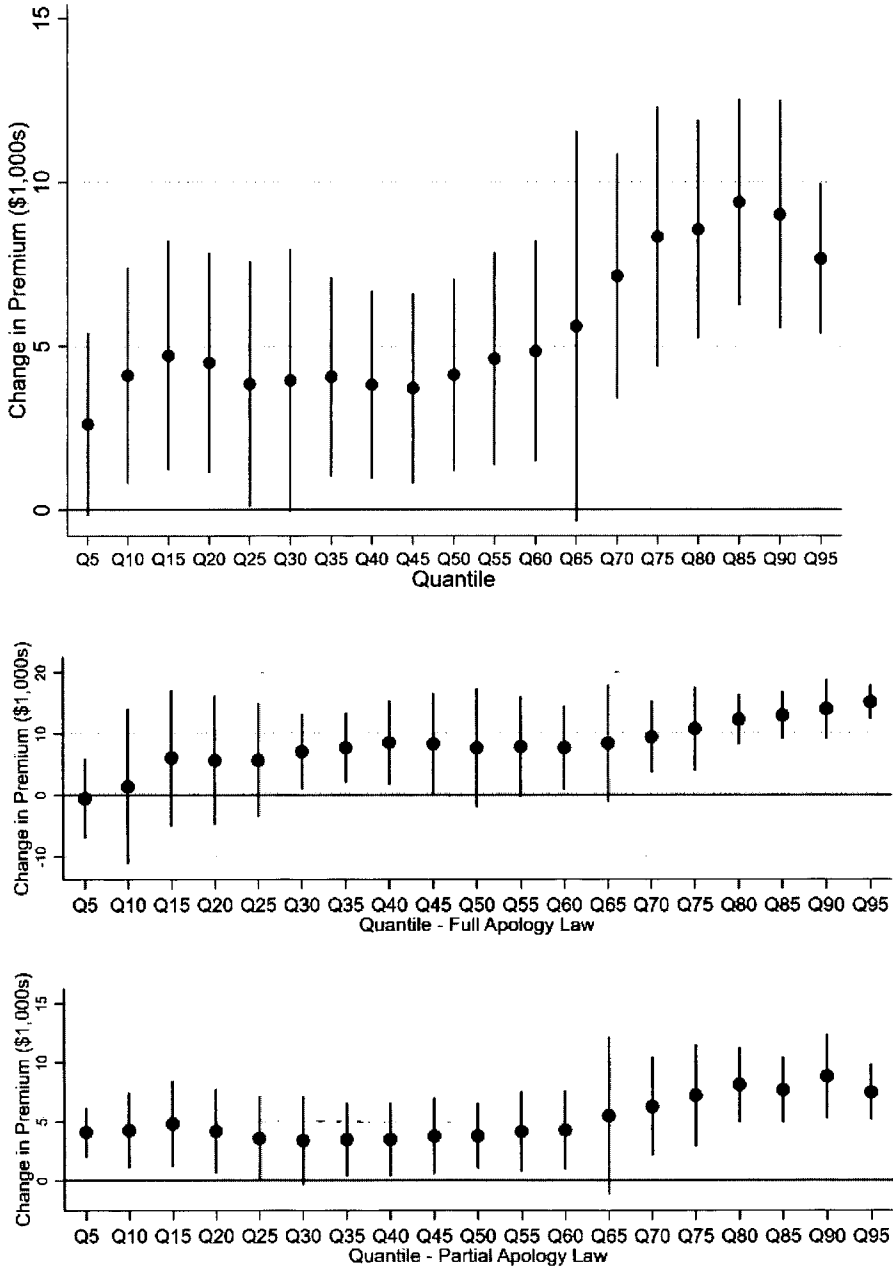 15
10
5
0
Change in Premium ($1,000s)
Q5 Q10 Q15 Q20 Q25 Q30 Q35 Q40 Q45 Q50 Q55 Q60 Q65 Q70 Q75 Q80 Q85 Q90 Q95
Quantile
20
10
0
-10
Change in Premium ($1,000s)
Q5 Q10 Q15 Q20 Q25 Q30 Q35 Q40 Q45 Q50 Q55 Q60 Q65 Q70 Q75 Q80 Q85 Q90 Q95
Quantile - Full Apology Law
15
10
5
0
Change in Premium ($1,000s)
Q5 Q10 Q15 Q20 Q25 Q30 Q35 Q40 Q45 Q50 Q55 Q60 Q65 Q70 Q75 Q80 Q85 Q90 Q95
Quantile - Partial Apology Law